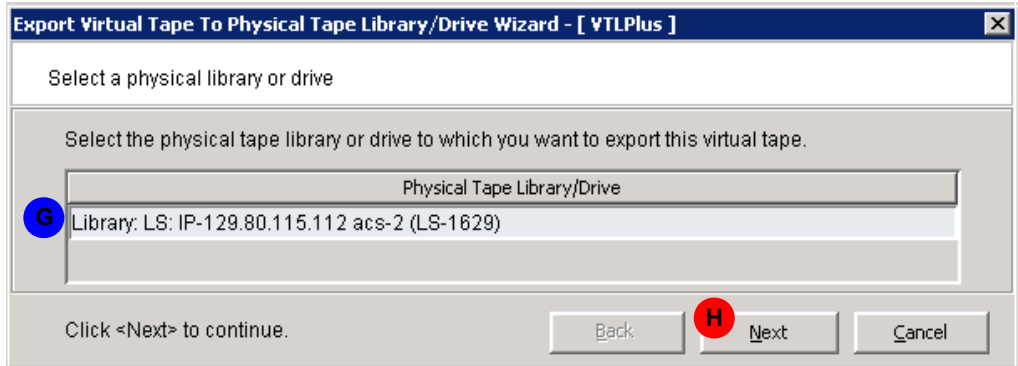 Export Virtual Tape To Physical Tape Library/Drive Wizard - [ VTLPlus ]
Select a physical library or drive
Select the physical tape library or drive to which you want to export this virtual tape.
Physical Tape Library/Drive
G
Library: LS: IP-129.80.115.112 acs-2 (LS-1629)
Click <Next> to continue.
Back
H
Next
Cancel